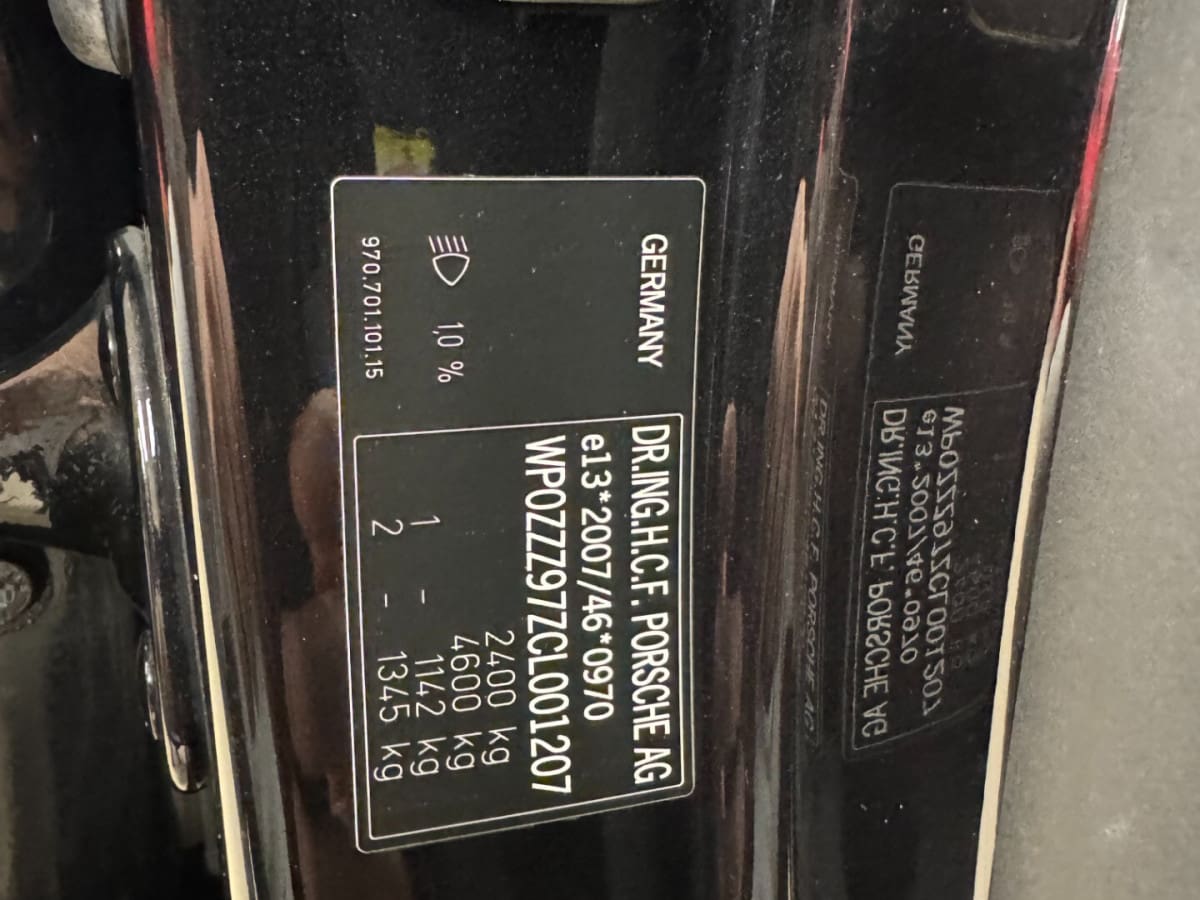 GERMANY
DR.ING.H.C.F. PORSCHE AG
e13*2007/46*0970
WP0ZZZ97ZCL001207
2400 kg
4600 kg
1 - 1142 kg
2 - 1345 kg
1,0 %
970.701.101.15